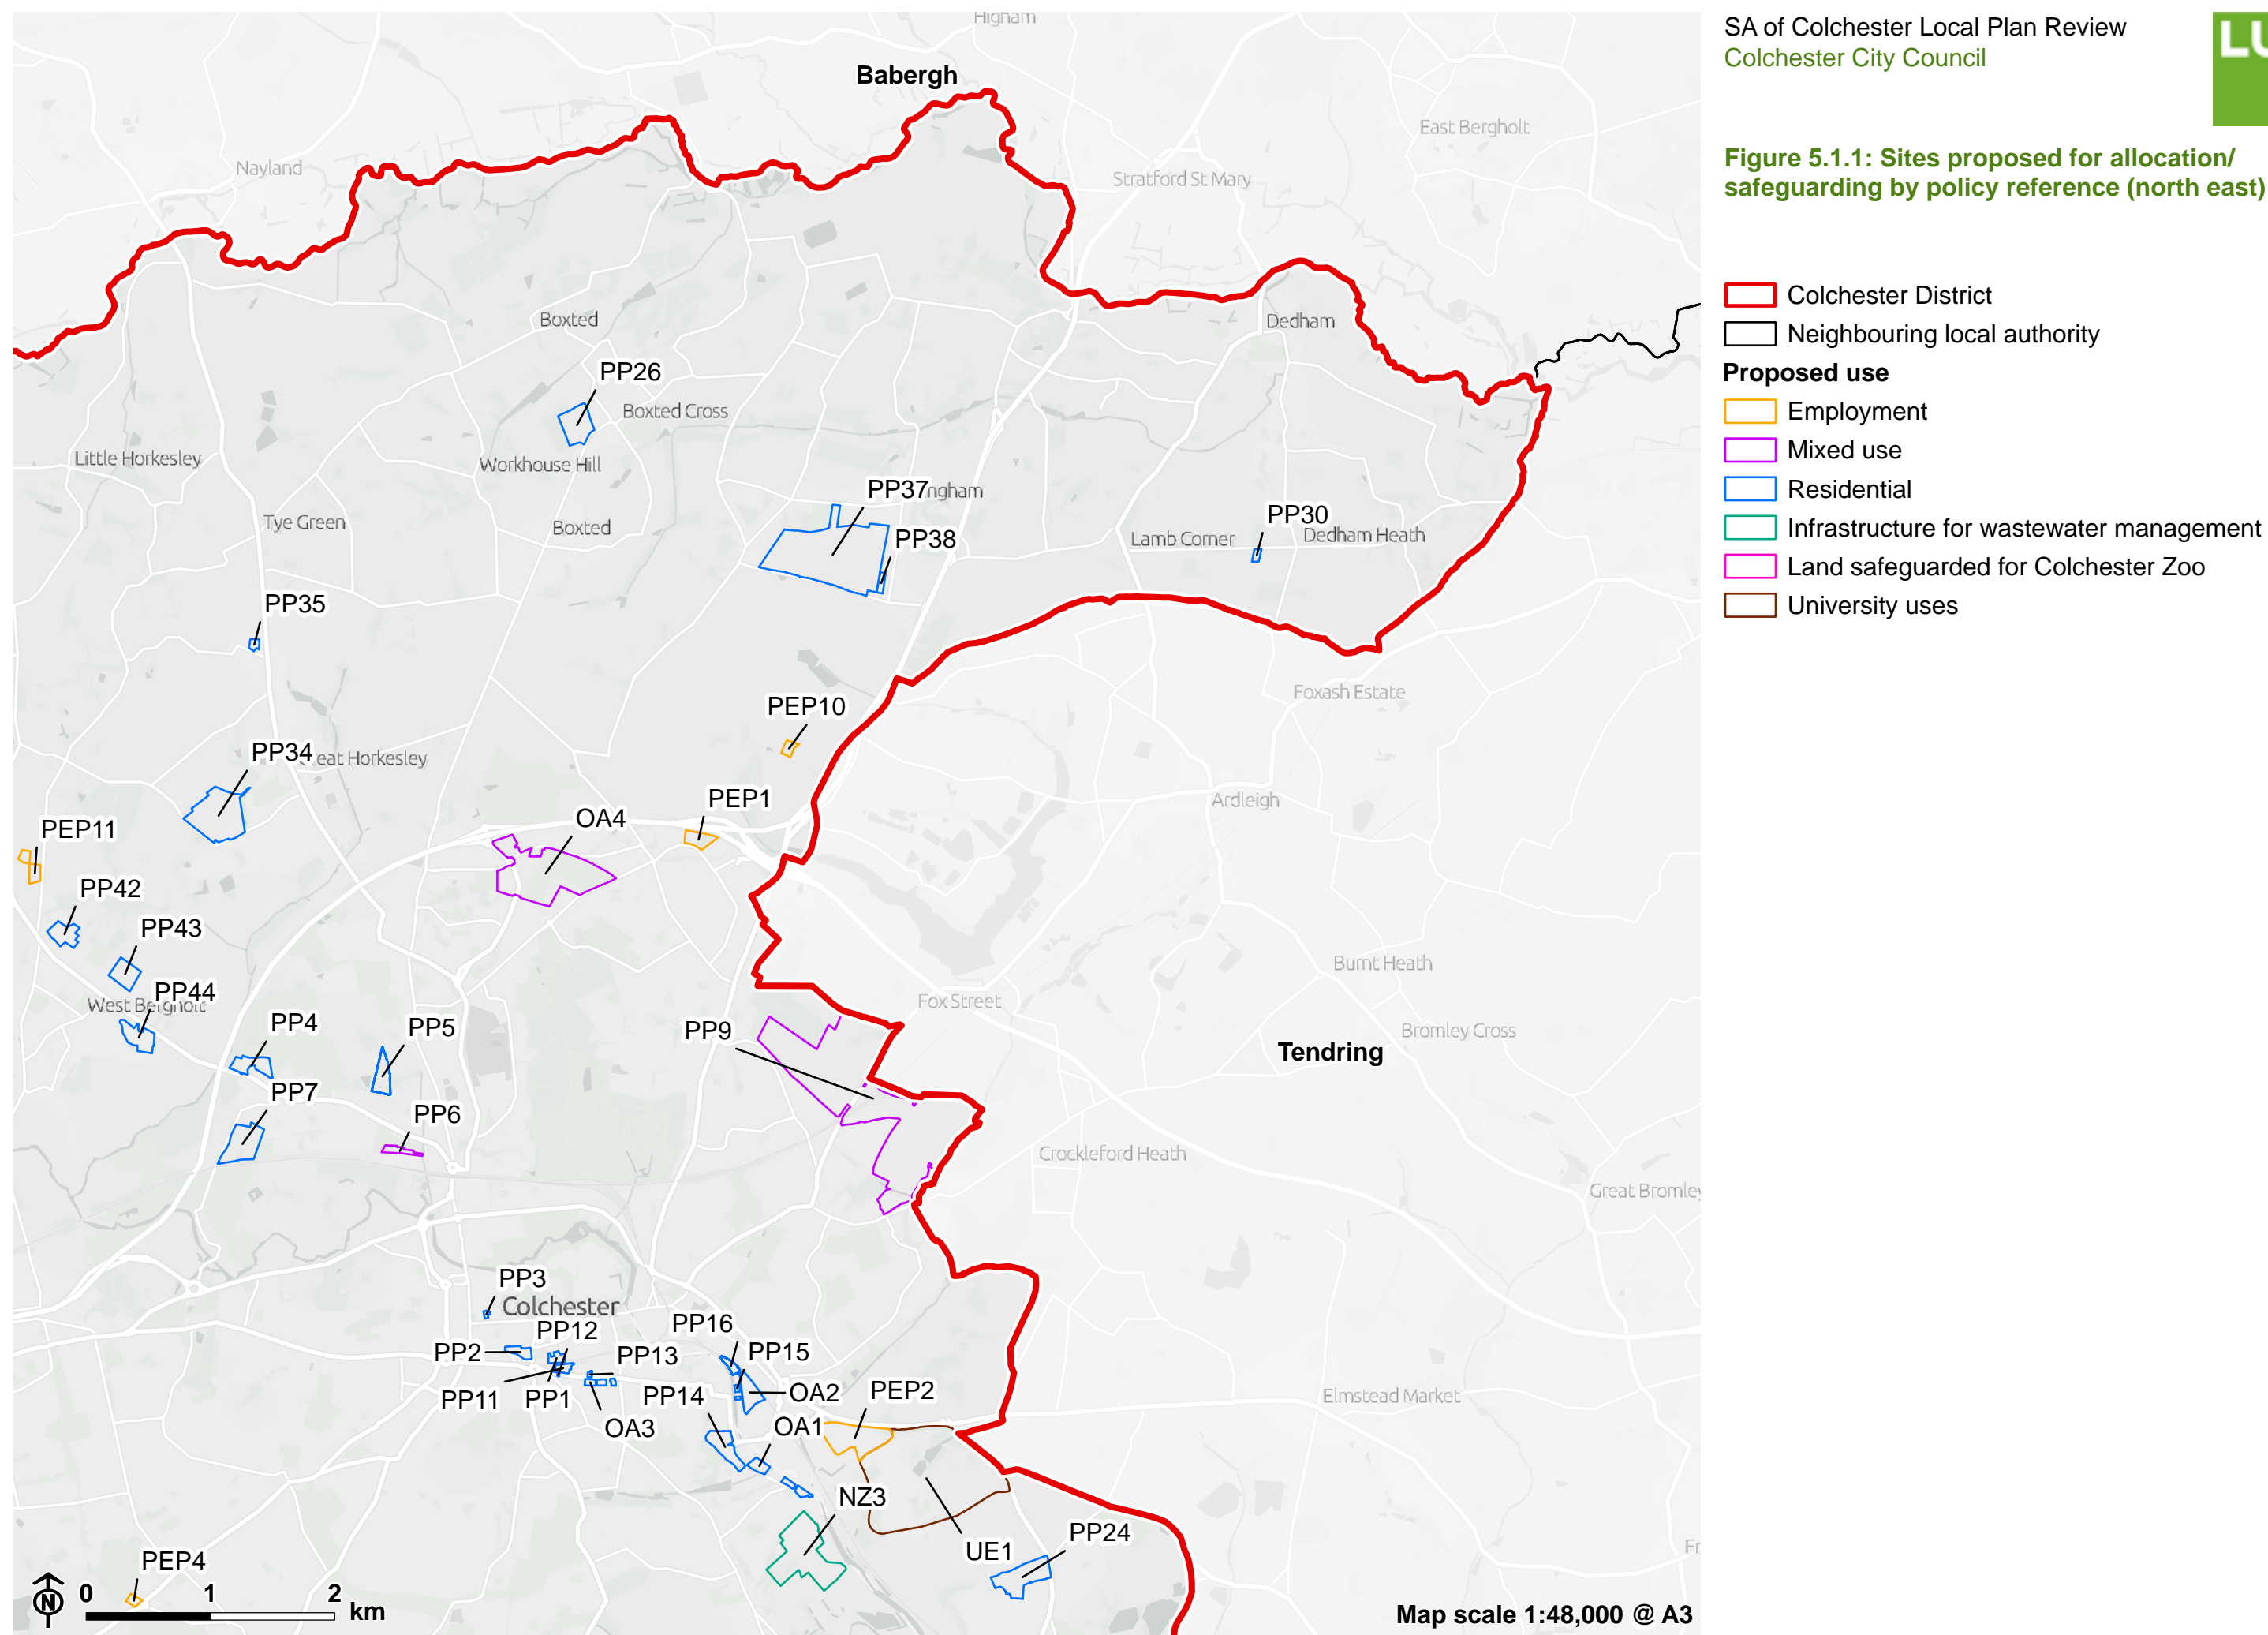 SA of Colchester Local Plan Review
Colchester City Council
Figure 5.1.1: Sites proposed for allocation/
safeguarding by policy reference (north east)
Colchester District
Neighbouring local authority
Proposed use
Employment
Mixed use
Residential
Infrastructure for wastewater management
Land safeguarded for Colchester Zoo
University uses
Higham
Babergh
East Bergholt
Nayland
Stratford St Mary
Boxted
Dedham
PP26
Boxted Cross
Little Horkesley
Workhouse Hill
PP37
ngham
Tye Green
Boxted
PP30
PP38
Lamb Corner
Dedham Heath
PP35
Foxash Estate
PEP10
PP34
eat Horkesley
PEP1
Ardleigh
OA4
PEP11
PP42
PP43
Burnt Heath
PP44
West Bergholt
Fox Street
PP4
PP5
PP9
Bromley Cross
Tendring
PP7
PP6
Crockleford Heath
Great Bromley
PP3
Colchester
PP12
PP16
PP2
PP13
PP15
PP11
PP1
PP14
OA2
PEP2
Elmstead Market
OA3
OA1
NZ3
PP24
UE1
PEP4
Fr
N
0 1 2
km
Map scale 1:48,000 @ A3